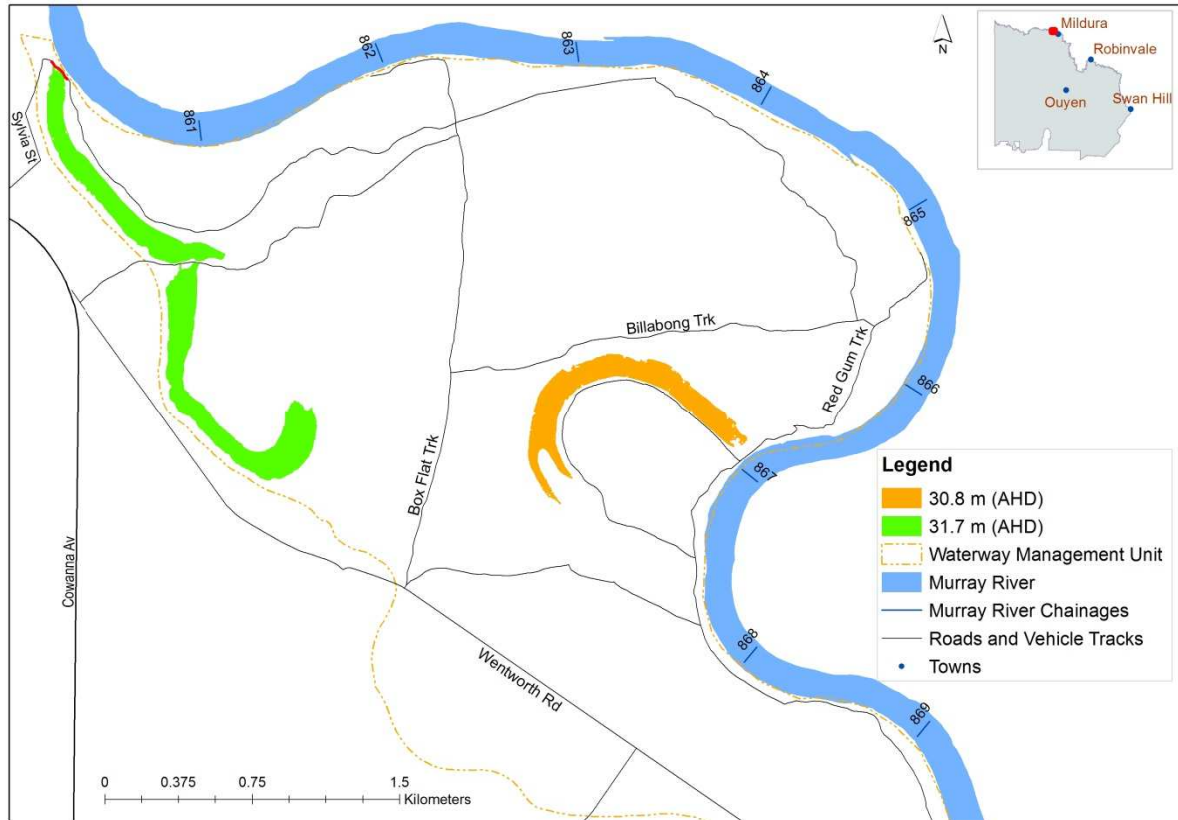 861
862
863
864
865
866
867
868
869
N
Mildura
Robinvale
Ouyen
Swan Hill
Sylvia St
Cowanna Av
Box Flat Trk
Billabong Trk
Red Gum Trk
Wentworth Rd
Legend
30.8 m (AHD)
31.7 m (AHD)
Waterway Management Unit
Murray River
Murray River Chainages
Roads and Vehicle Tracks
Towns
0 0.375 0.75 1.5
Kilometers